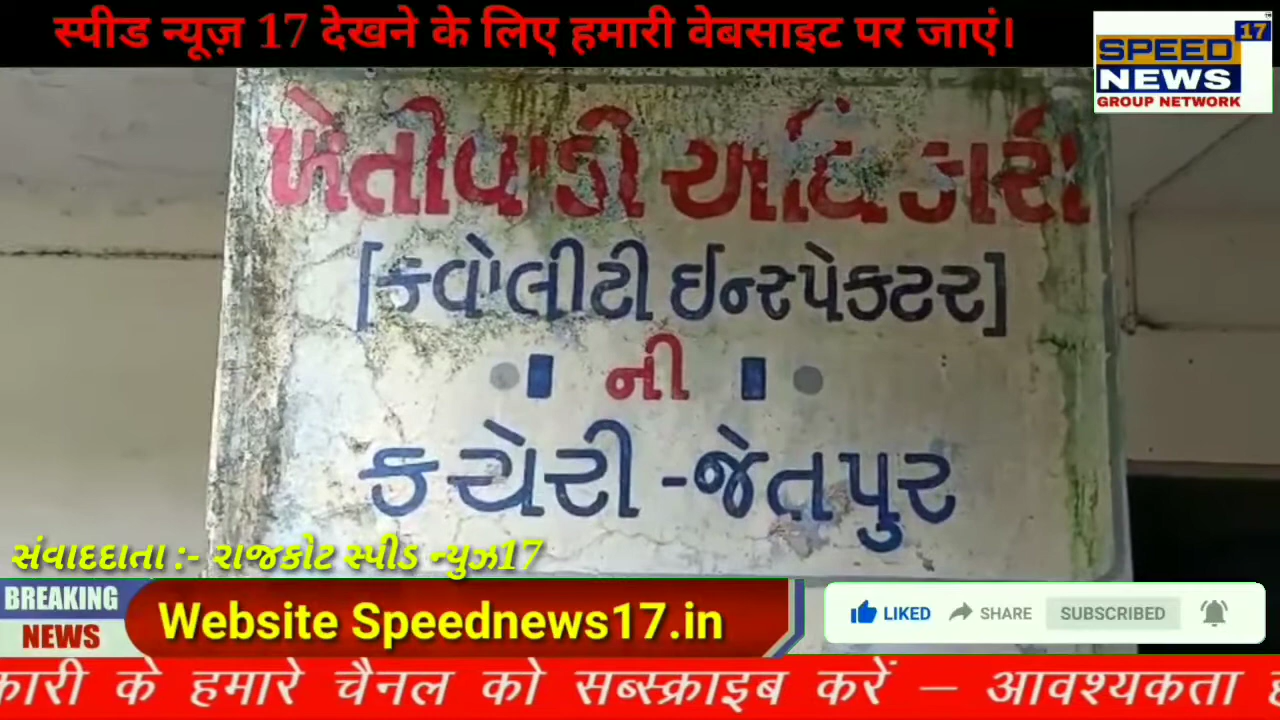 स्पीड न्यूज़ 17 देखने के लिए हमारी वेबसाइट पर जाएं।
17
SPEED
NEWS
GROUP NETWORK
ખેતીવાડી અધિકારી
[ક્વોલીટી ઈન્સ્પેક્ટર]
ની
કચેરી - જેતપુર
સંવાદદાતા :- રાજકોટ સ્પીડ ન્યુઝ17
BREAKING
NEWS
Website Speednews17.in
LIKED SHARE SUBSCRIBED
कारी के हमारे चैनल को सब्स्क्राइब करें – आवश्यकता